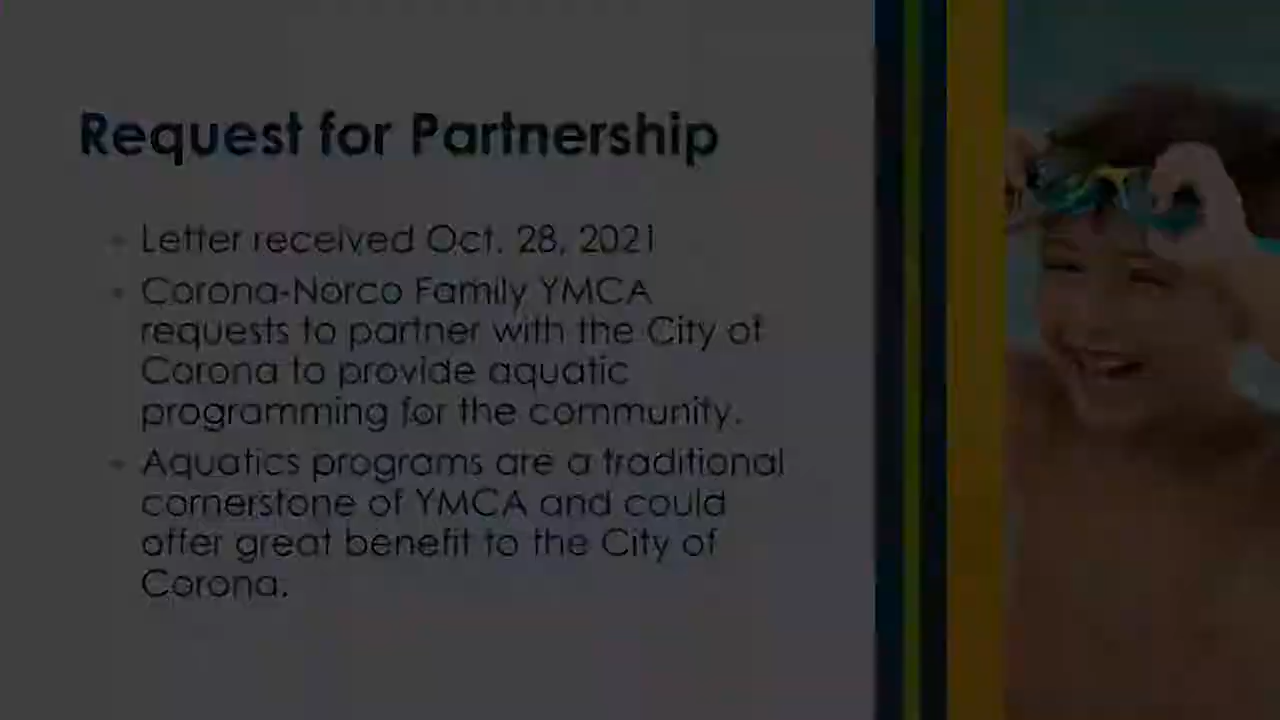 Request for Partnership
Letter received Oct. 28, 2021
Corona-Norco Family YMCA
requests to partner with the City of
Corona to provide aquatic
programming for the community.
Aquatics programs are a traditional
cornerstone of YMCA and could
offer great benefit to the City of
Corona.